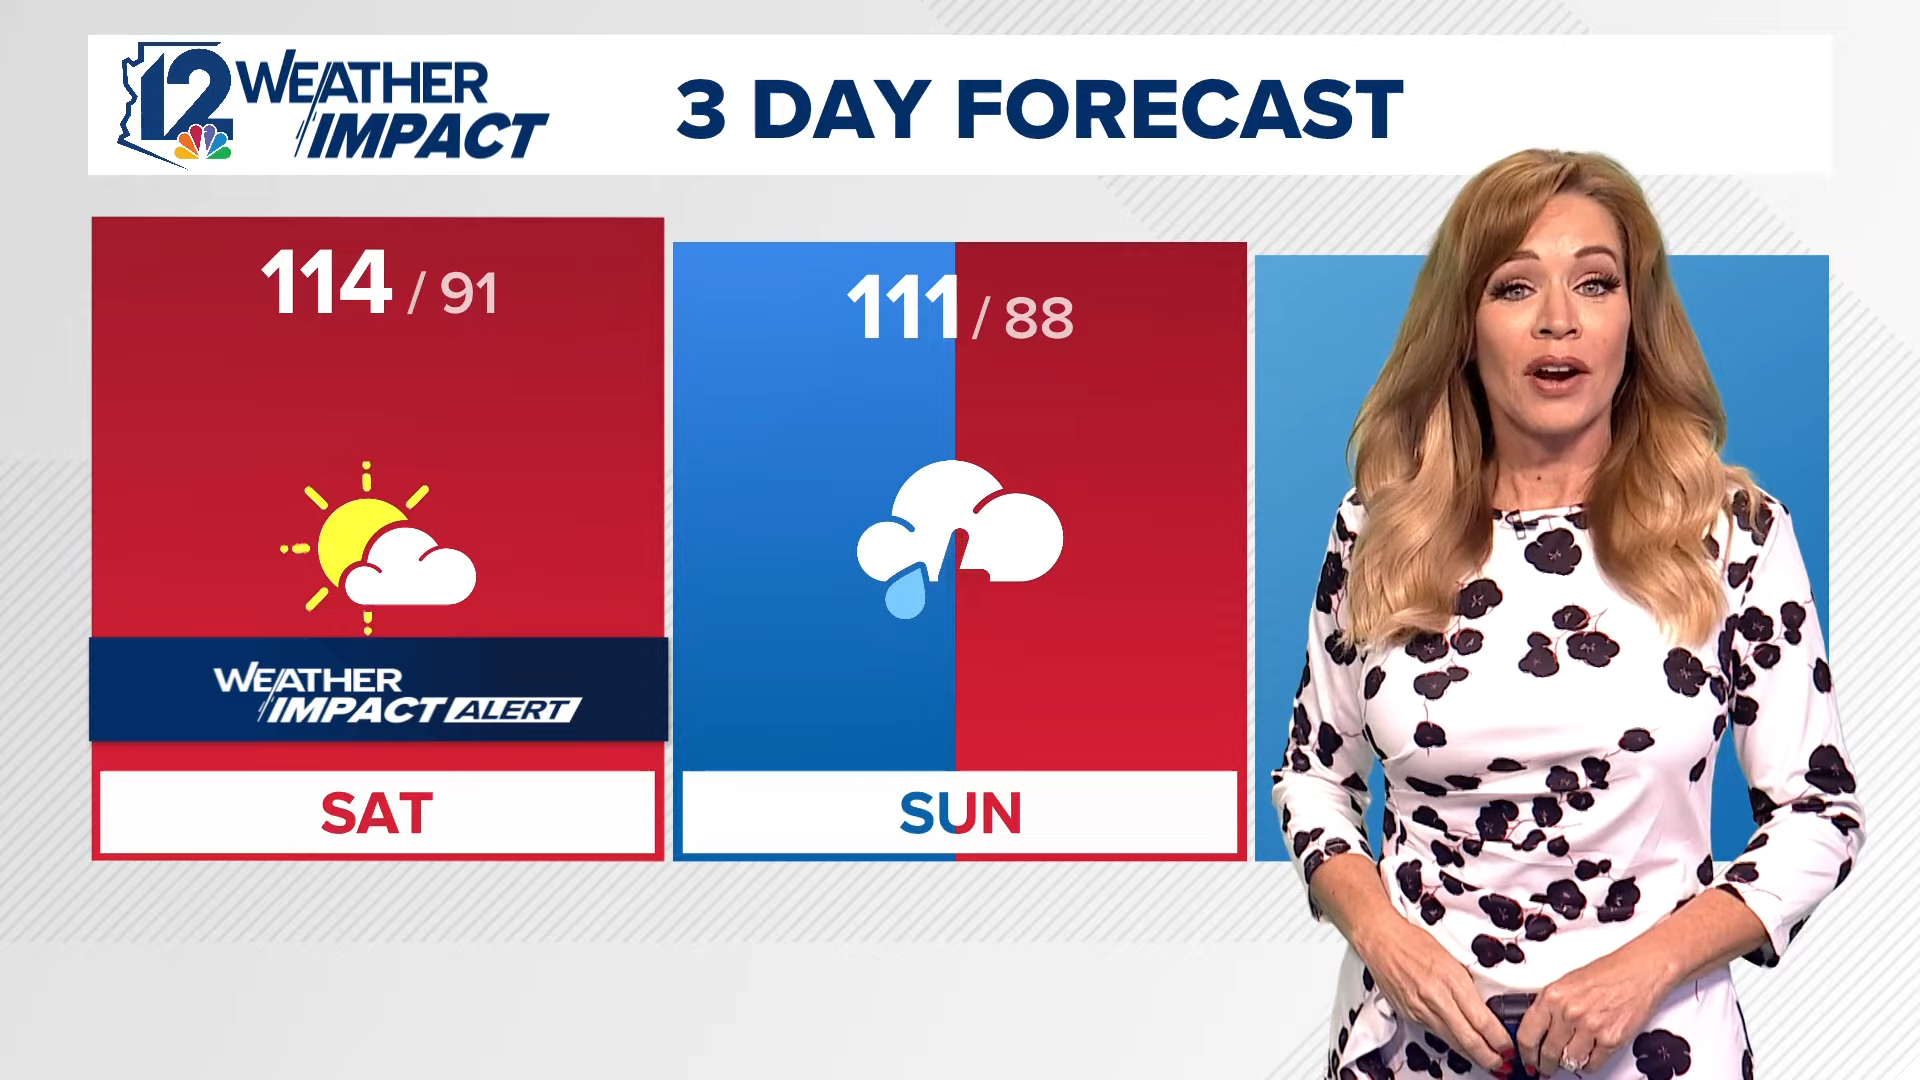 12 WEATHER IMPACT
3 DAY FORECAST
114 / 91
WEATHER
IMPACT ALERT
SAT
111 / 88
SUN